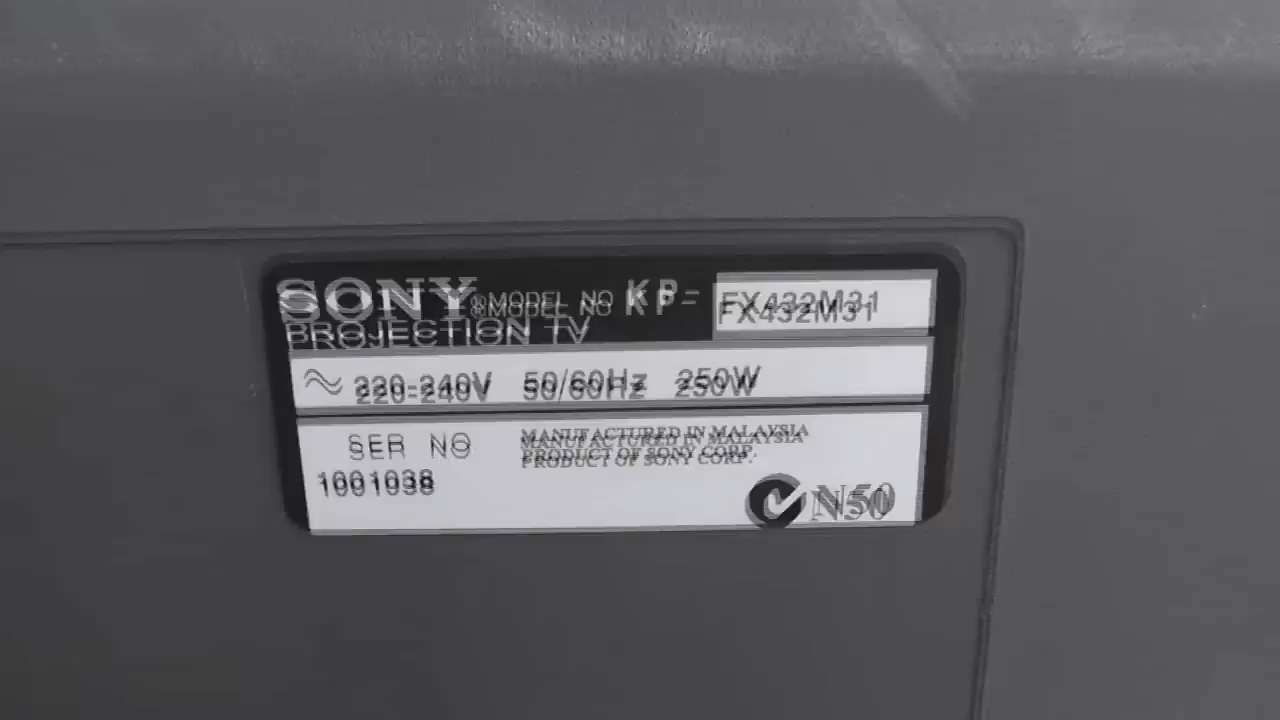 SONY ® MODEL NO KP- FX432M31
PROJECTION TV
~ 220-240V 50/60Hz 250W
SER NO
1001038
MANUFACTURED IN MALAYSIA
PRODUCT OF SONY CORP.
N50